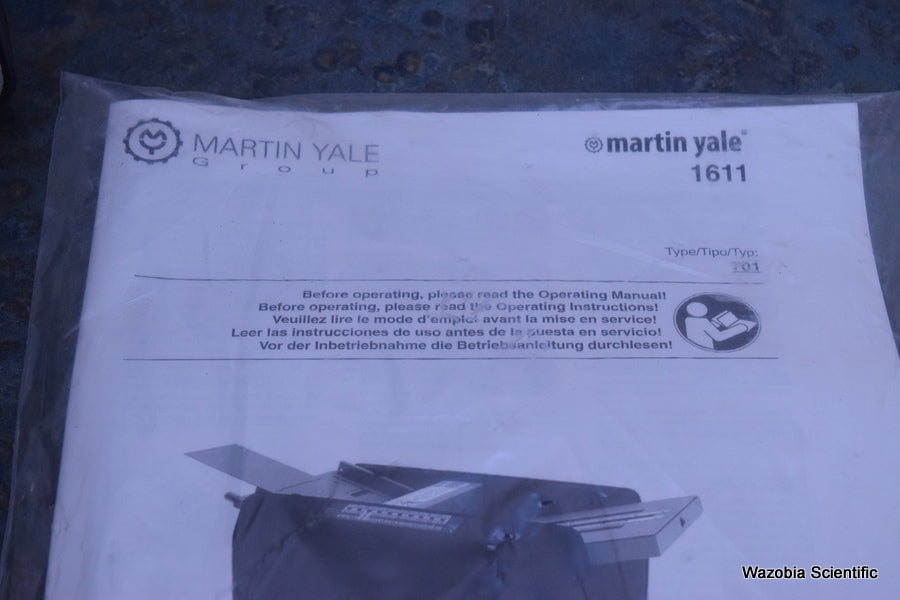 MARTIN YALE
Group
martin yale®
1611
Type/Tipo/Typ:
701
Before operating, please read the Operating Manual!
Before operating, please read the Operating Instructions!
Veuillez lire le mode d'emploi avant la mise en service!
Leer las instrucciones de uso antes de la puesta en servicio!
Vor der Inbetriebnahme die Betriebsanleitung durchlesen!
Wazobia Scientific